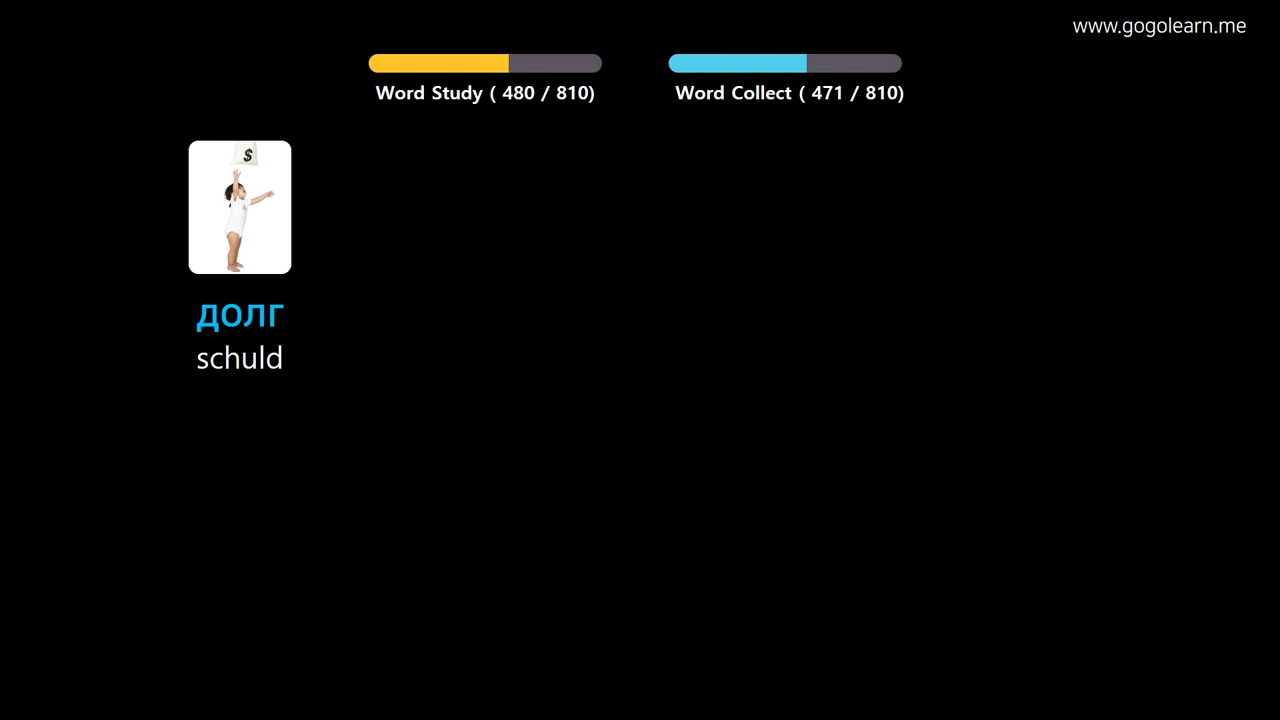 www.gogolearn.me
Word Study ( 480 / 810)
Word Collect ( 471 / 810)
$
долг
schuld